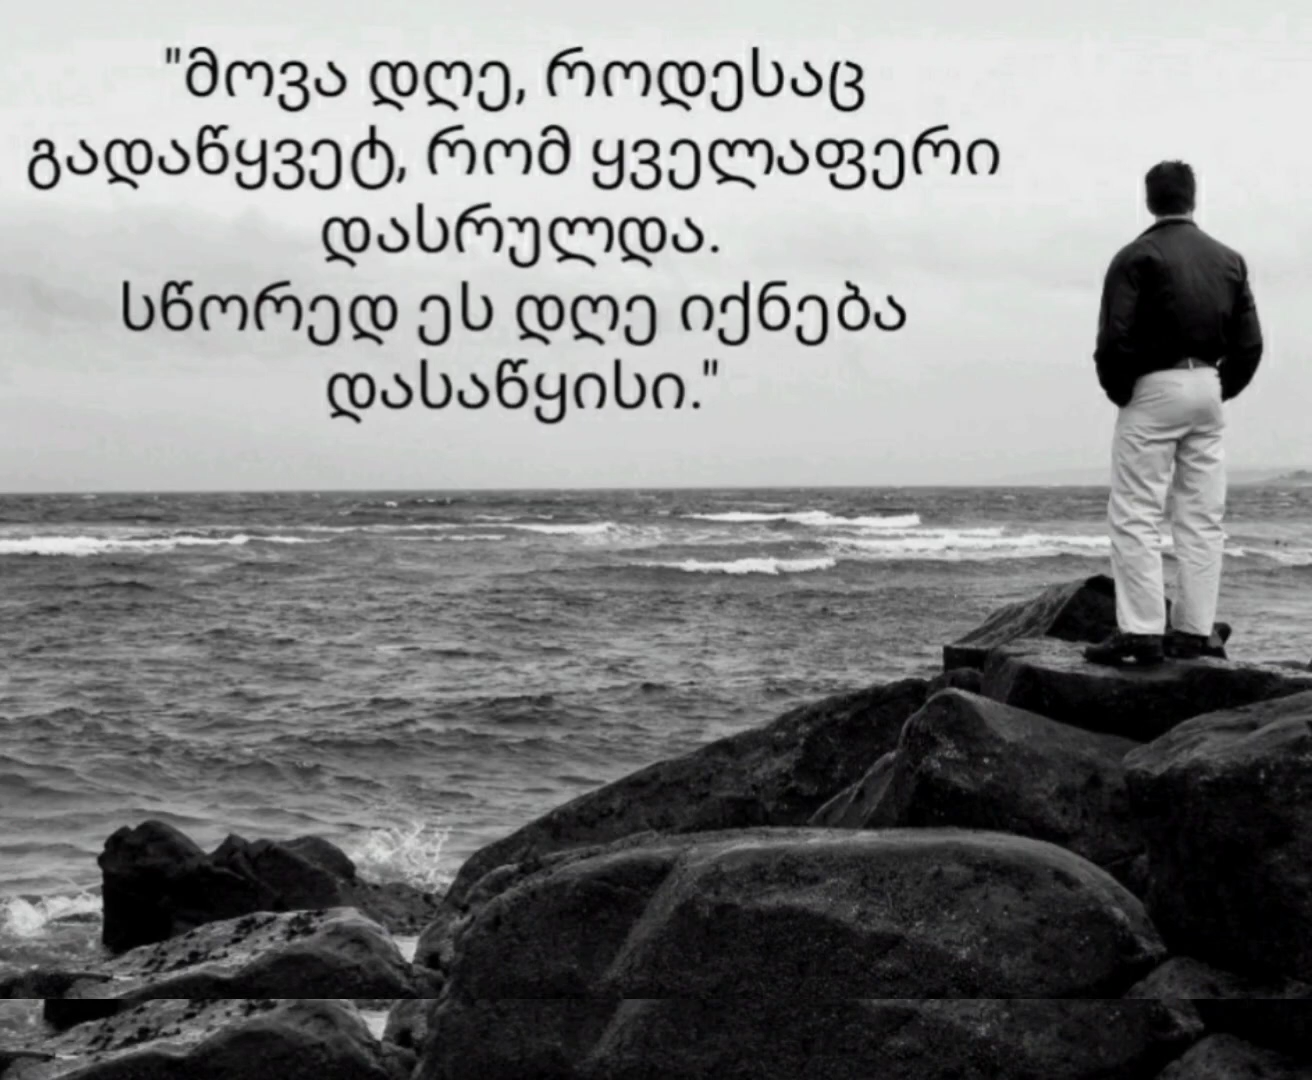 "მოვა დღე, როდესაც
გადაწყვეტ, რომ ყველაფერი
დასრულდა.
სწორედ ეს დღე იქნება
დასაწყისი."